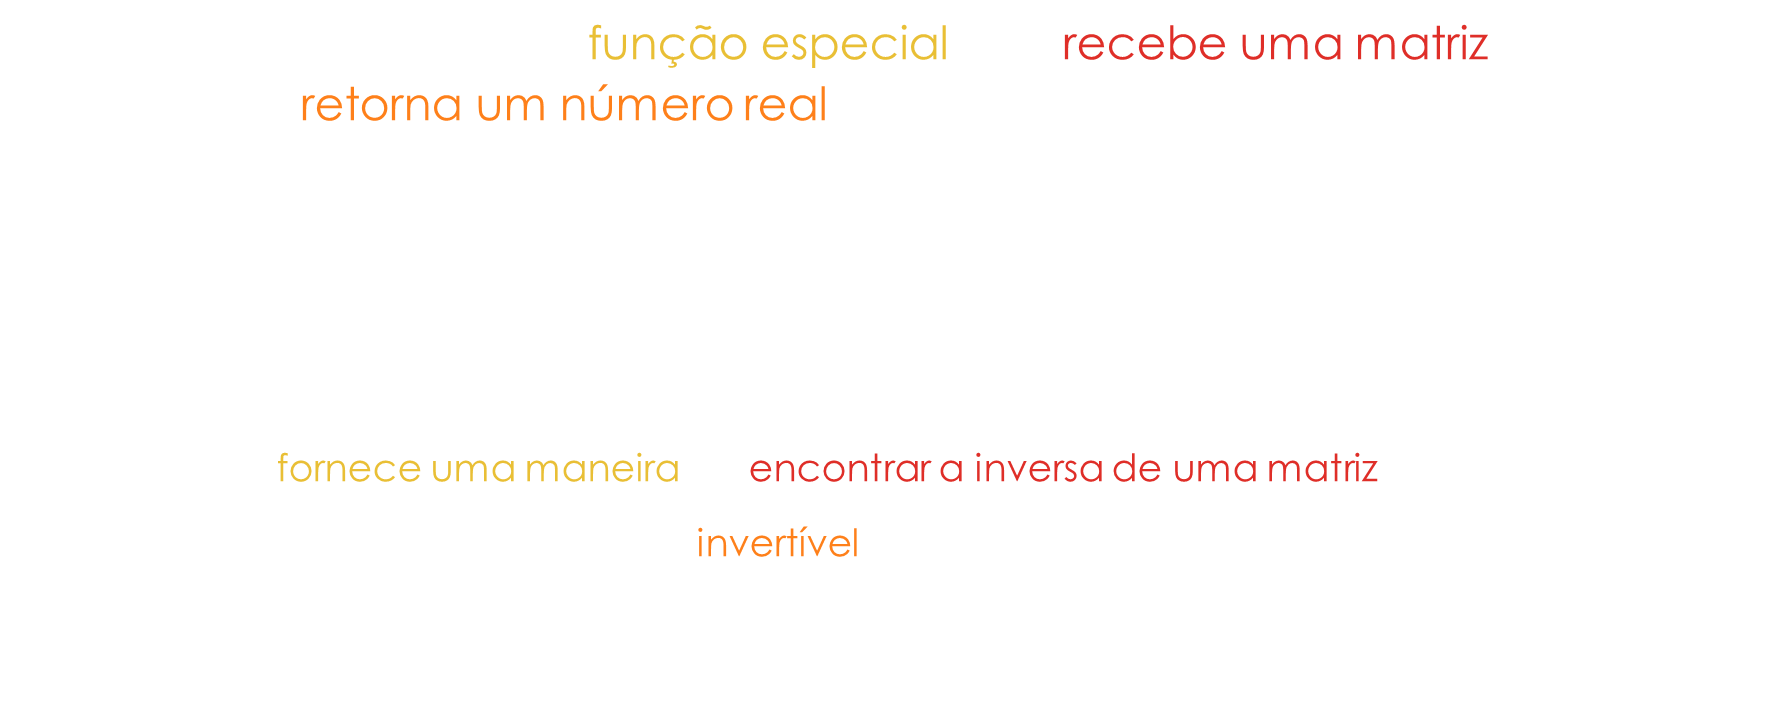 função especial recebe uma matriz
retorna um número real
fornece uma maneira encontrar a inversa de uma matriz
invertível